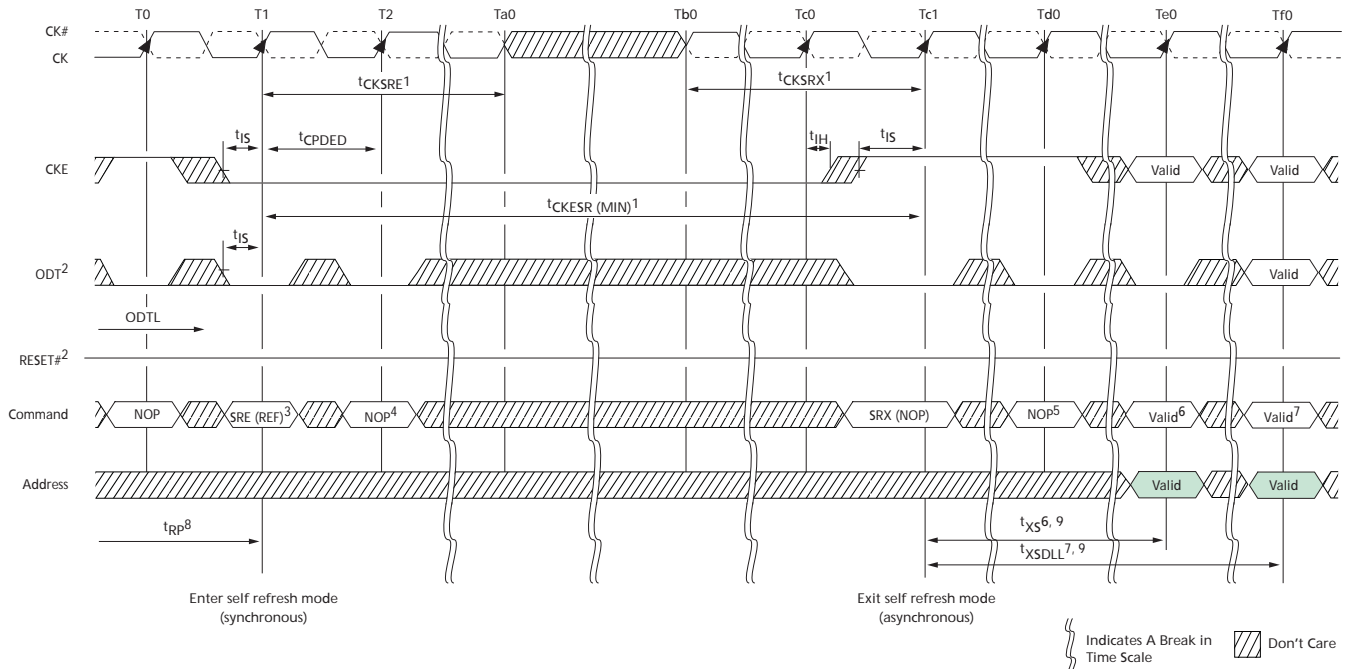 T0 T1 T2 Ta0 Tb0 Tc0 Tc1 Td0 Te0 Tf0
CK#
CK
tCKSRE1 tCKSRX1
tIS tCPDED tIH tIS
CKE Valid Valid
tCKESR (MIN)1
tIS
ODT2 Valid
ODTL
RESET#2
Command NOP SRE (REF)3 NOP4 SRX (NOP) NOP5 Valid6 Valid7
Address Valid Valid
tRP8 tXS6, 9
tXSDLL7, 9
Enter self refresh mode
(synchronous)
Exit self refresh mode
(asynchronous)
Indicates A Break in
Time Scale
Don't Care